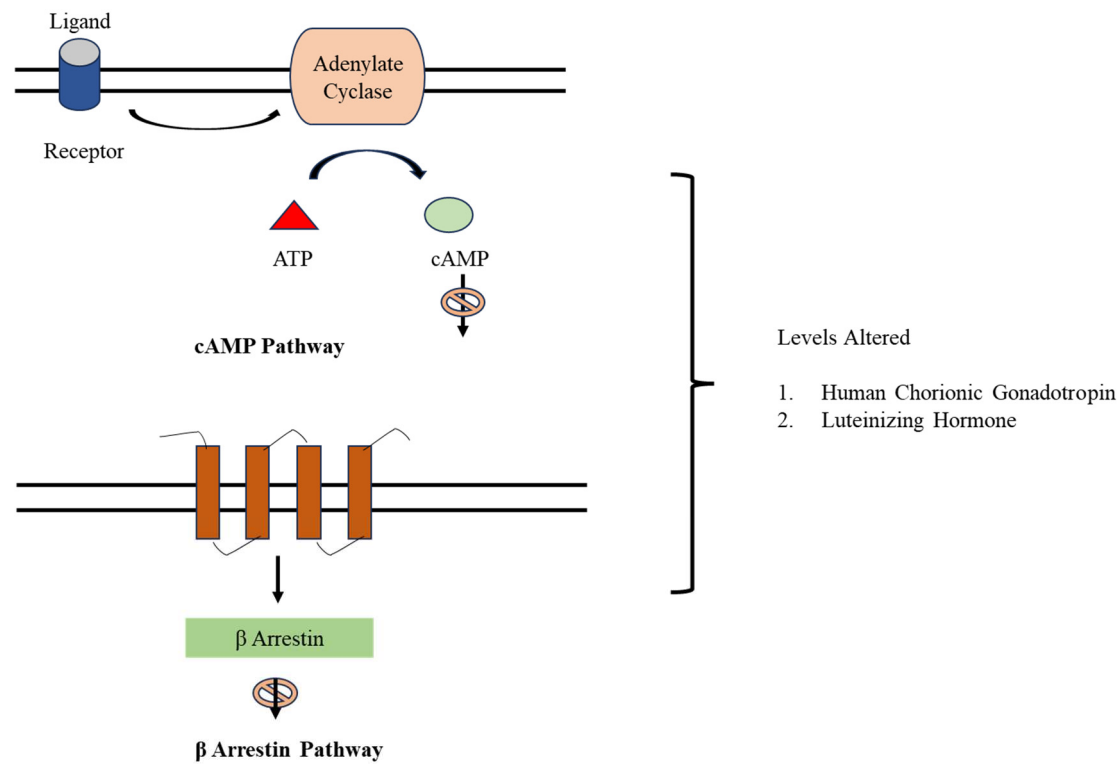 Ligand
Adenylate
Cyclase
Receptor
ATP
cAMP
cAMP Pathway
Levels Altered
1. Human Chorionic Gonadotropin
2. Luteinizing Hormone
β Arrestin
β Arrestin Pathway